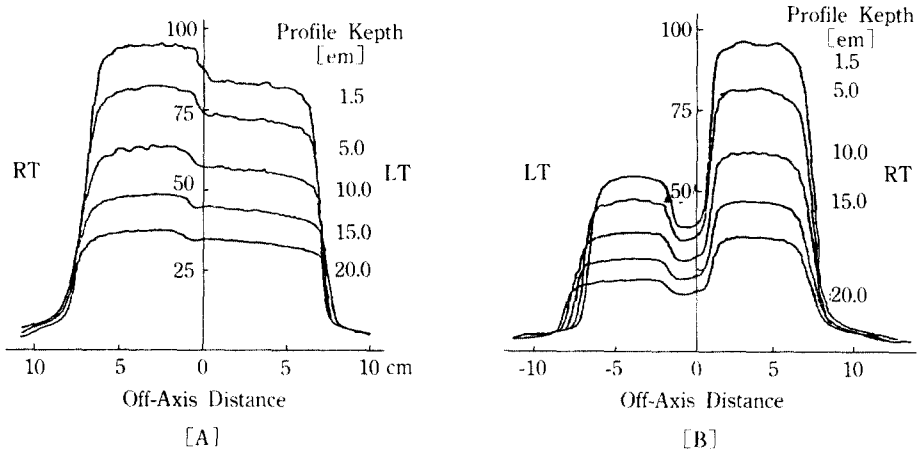 100
Profile Kepth
[em]
1.5
75
5.0
RT
LT
50
10.0
15.0
25
20.0
10 5 0 5 10 cm
Off-Axis Distance
[A]
Profile Kepth
[em]
100
1.5
5.0
75
10.0
LT
RT
50
15.0
25
20.0
-10 -5 0 5 10
Off-Axis Distance
[B]